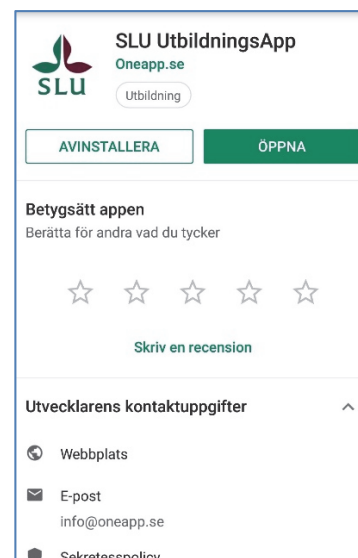 SLU UtbildningsApp
Oneapp.se
SLU
Utbildning
AVINSTALLERA
ÖPPNA
Betygsätt appen
Berätta för andra vad du tycker
Skriv en recension
Utvecklarens kontaktuppgifter
Webbplats
E-post
info@oneapp.se
Sekretesspolicy